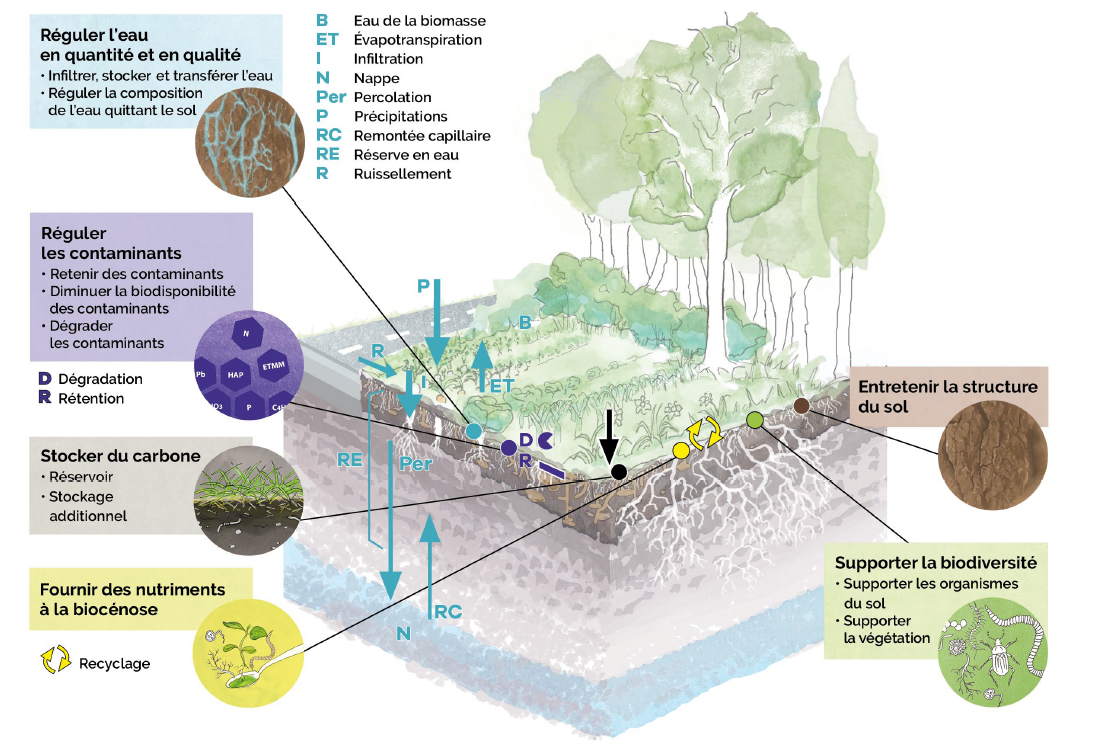 Réguler l'eau
en quantité et en qualité
• Infiltrer, stocker et transférer l'eau
• Réguler la composition
de l'eau quittant le sol
B Eau de la biomasse
ET Évapotranspiration
I Infiltration
N Nappe
Per Percolation
P Précipitations
RC Remontée capillaire
RE Réserve en eau
R Ruissellement
Réguler
les contaminants
• Retenir des contaminants
• Diminuer la biodisponibilité
des contaminants
• Dégrader
les contaminants
N
Pb
HAP
ETMM
P
D Dégradation
R Rétention
Stocker du carbone
• Réservoir
• Stockage
additionnel
Fournir des nutriments
à la biocénose
Recyclage
P
B
R
I
ET
D
R
RE
Per
RC
N
Entretenir la structure
du sol
Supporter la biodiversité
• Supporter les organismes
du sol
• Supporter
la végétation